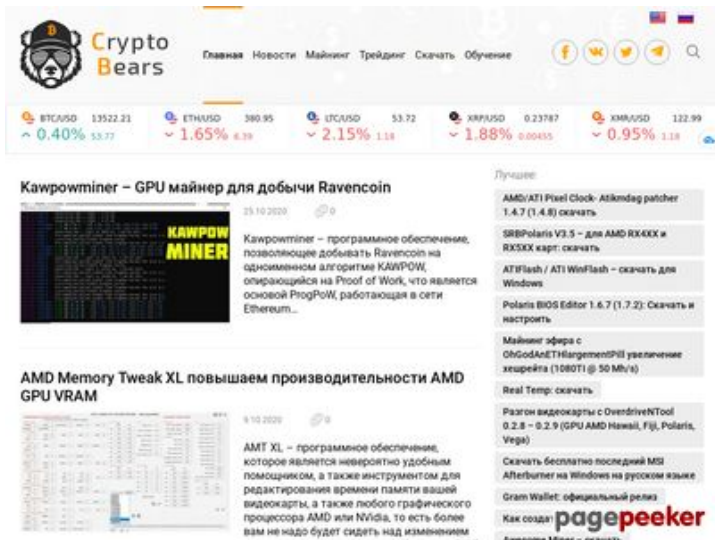 Crypto
Bears
Главная Новости Майнинг Трейдинг Скачать Обучение
BTC/USD 13522.21
0.40% 53.77
ETH/USD 380.95
1.65% 6.39
LTC/USD 53.72
2.15% 1.18
XRP/USD 0.23787
1.88% 0.00455
XMR/USD 122.99
0.95% 1.18
Kawpowminer – GPU майнер для добычи Ravencoin
KAWPOW
MINER
25.10.2020 0
Kawpowminer – программное обеспечение,
позволяющее добывать Ravencoin на
одноименном алгоритме KAWPOW,
опирающийся на Proof of Work, что является
основой ProgPoW, работающая в сети
Ethereum...
AMD Memory Tweak XL повышаем производительности AMD
GPU VRAM
9.10.2020 0
AMT XL – программное обеспечение,
которое является невероятно удобным
помощником, а также инструментом для
редактирования времени памяти вашей
видеокарты, а также любого графического
процессора AMD или NVidia, то есть более
вам не надо будет сидеть над изменением
Лучшее:
AMD/ATI Pixel Clock- Atikmdag patcher
1.4.7 (1.4.8) скачать
SRBPolaris V3.5 – для AMD RX4XX и
RX5XX карт: скачать
ATIFlash / ATI WinFlash – скачать для
Windows
Polaris BIOS Editor 1.6.7 (1.7.2): Скачать и
настроить
Майнинг эфира с
OhGodAnETHlargementPill увеличение
хешрейта (1080Ti @ 50 Mh/s)
Real Temp: скачать
Разгон видеокарты с OverdriveNTool
0.2.8 – 0.2.9 (GPU AMD Hawaii, Fiji, Polaris,
Vega)
Скачать бесплатно последний MSI
Afterburner на Windows на русском языке
Gram Wallet: официальный релиз
Как созда
pagepeeker
Awesome Miner – скачать